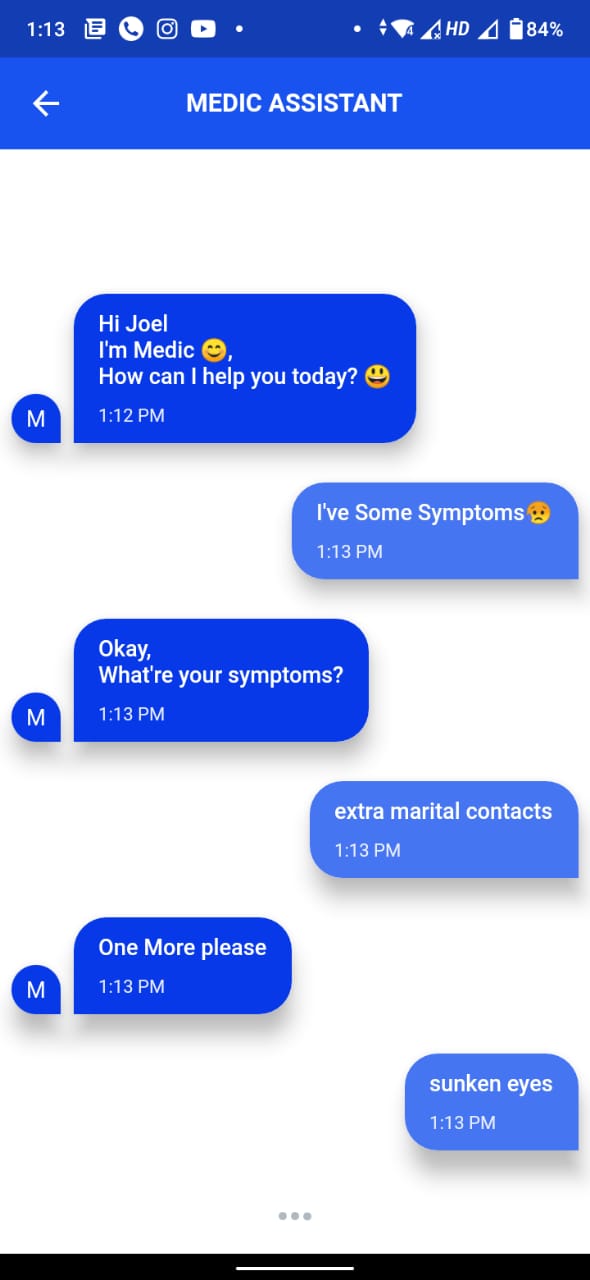 1:13 4 HD 84%
MEDIC ASSISTANT
Hi Joel
I'm Medic 😊,
How can I help you today? 😃
1:12 PM
M
I've Some Symptoms😥
1:13 PM
Okay,
What're your symptoms?
1:13 PM
M
extra marital contacts
1:13 PM
One More please
1:13 PM
M
sunken eyes
1:13 PM